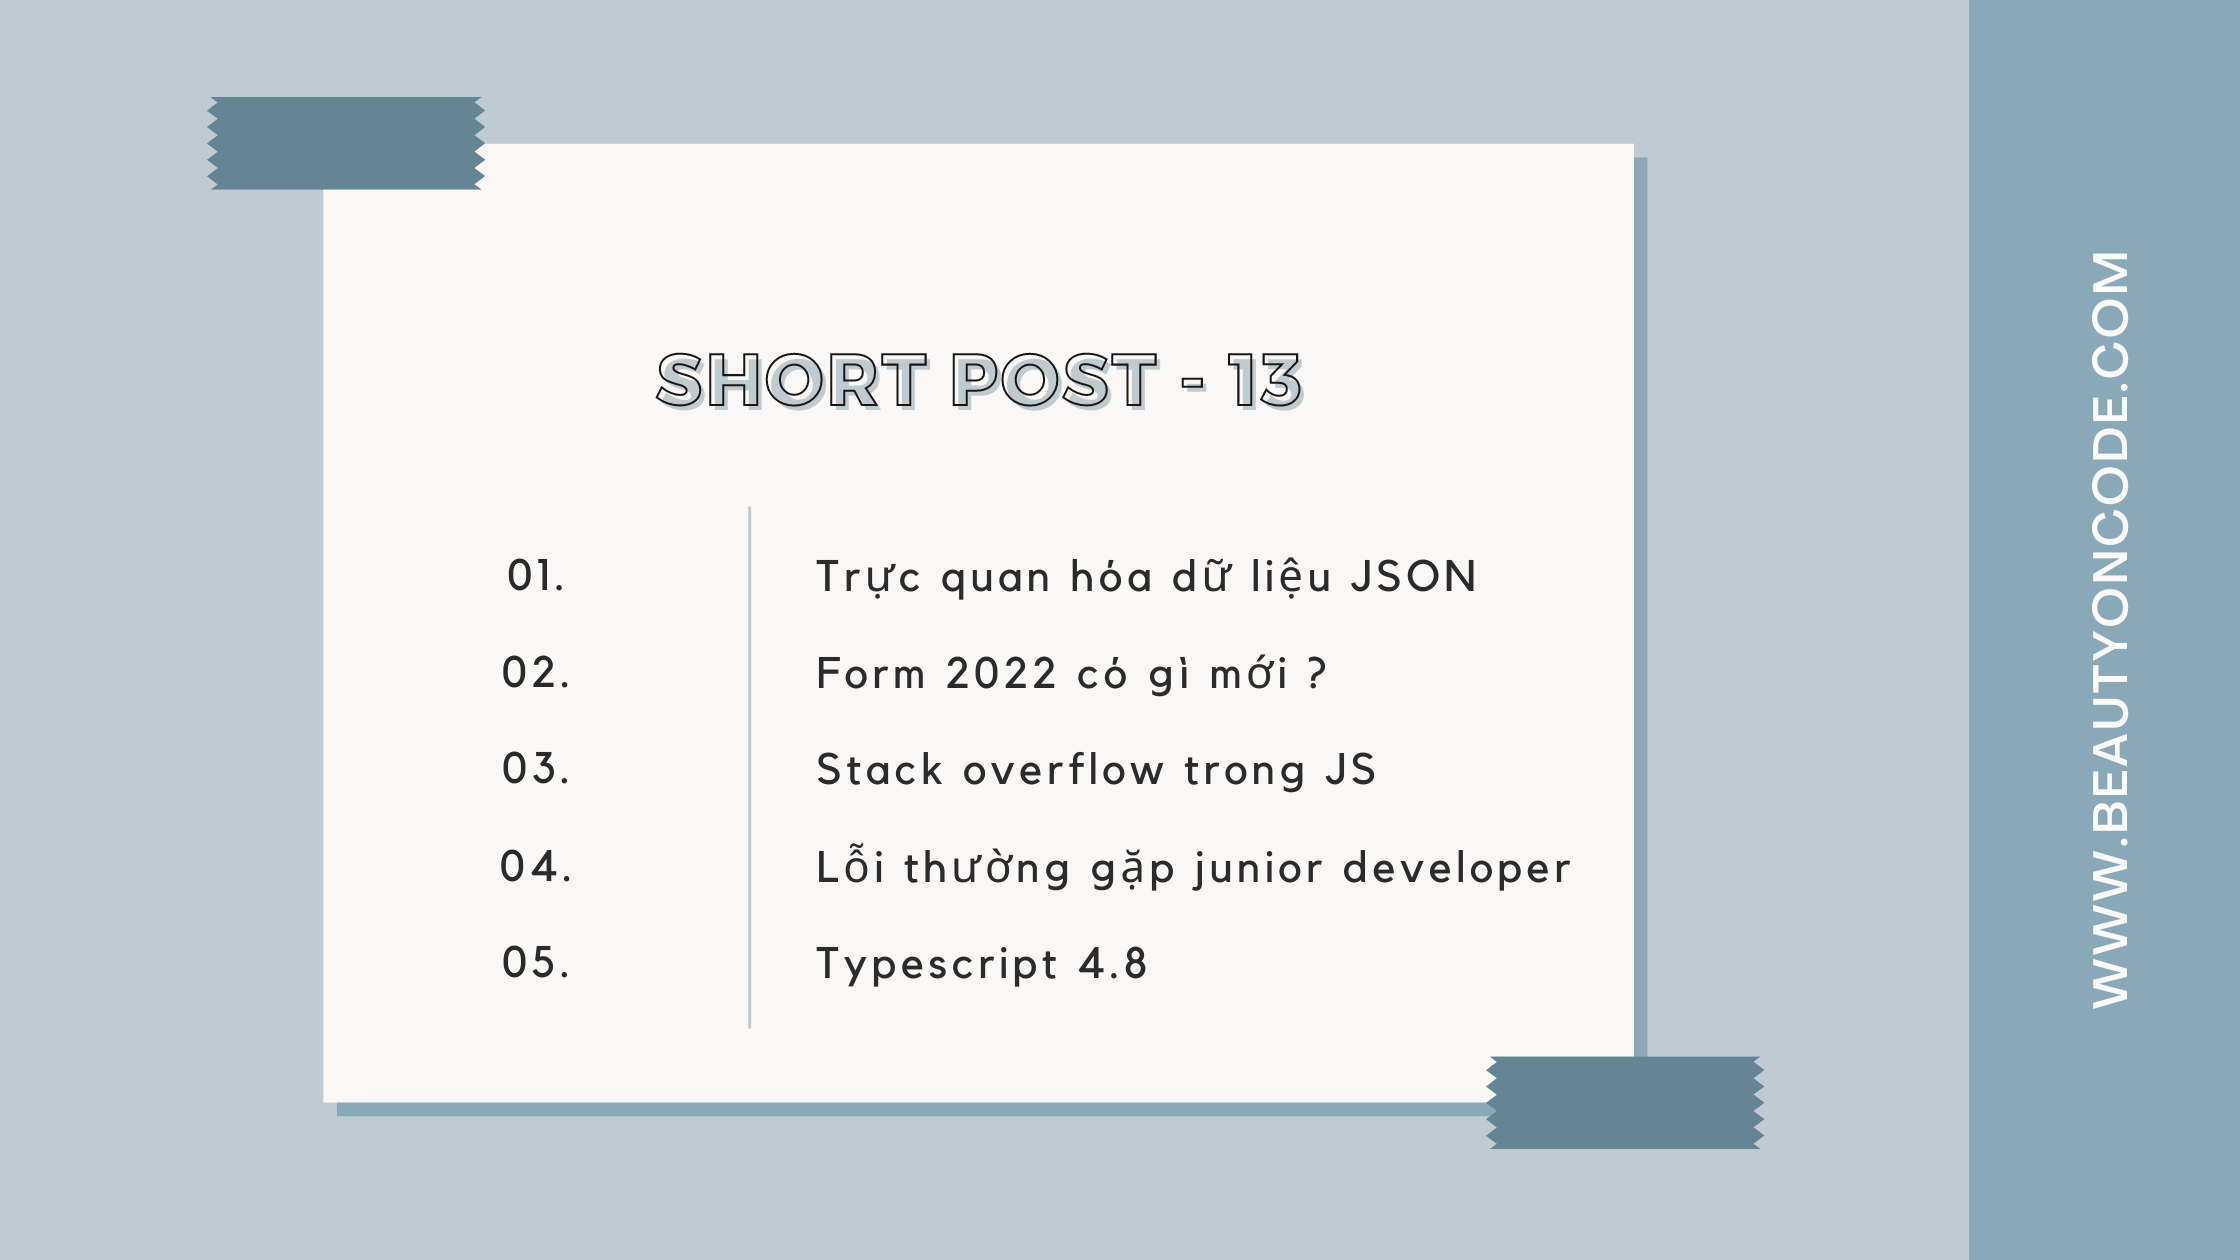 SHORT POST - 13
01. Trực quan hóa dữ liệu JSON
02. Form 2022 có gì mới ?
03. Stack overflow trong JS
04. Lỗi thường gặp junior developer
05. Typescript 4.8
WWW.BEAUTYONCODE.COM